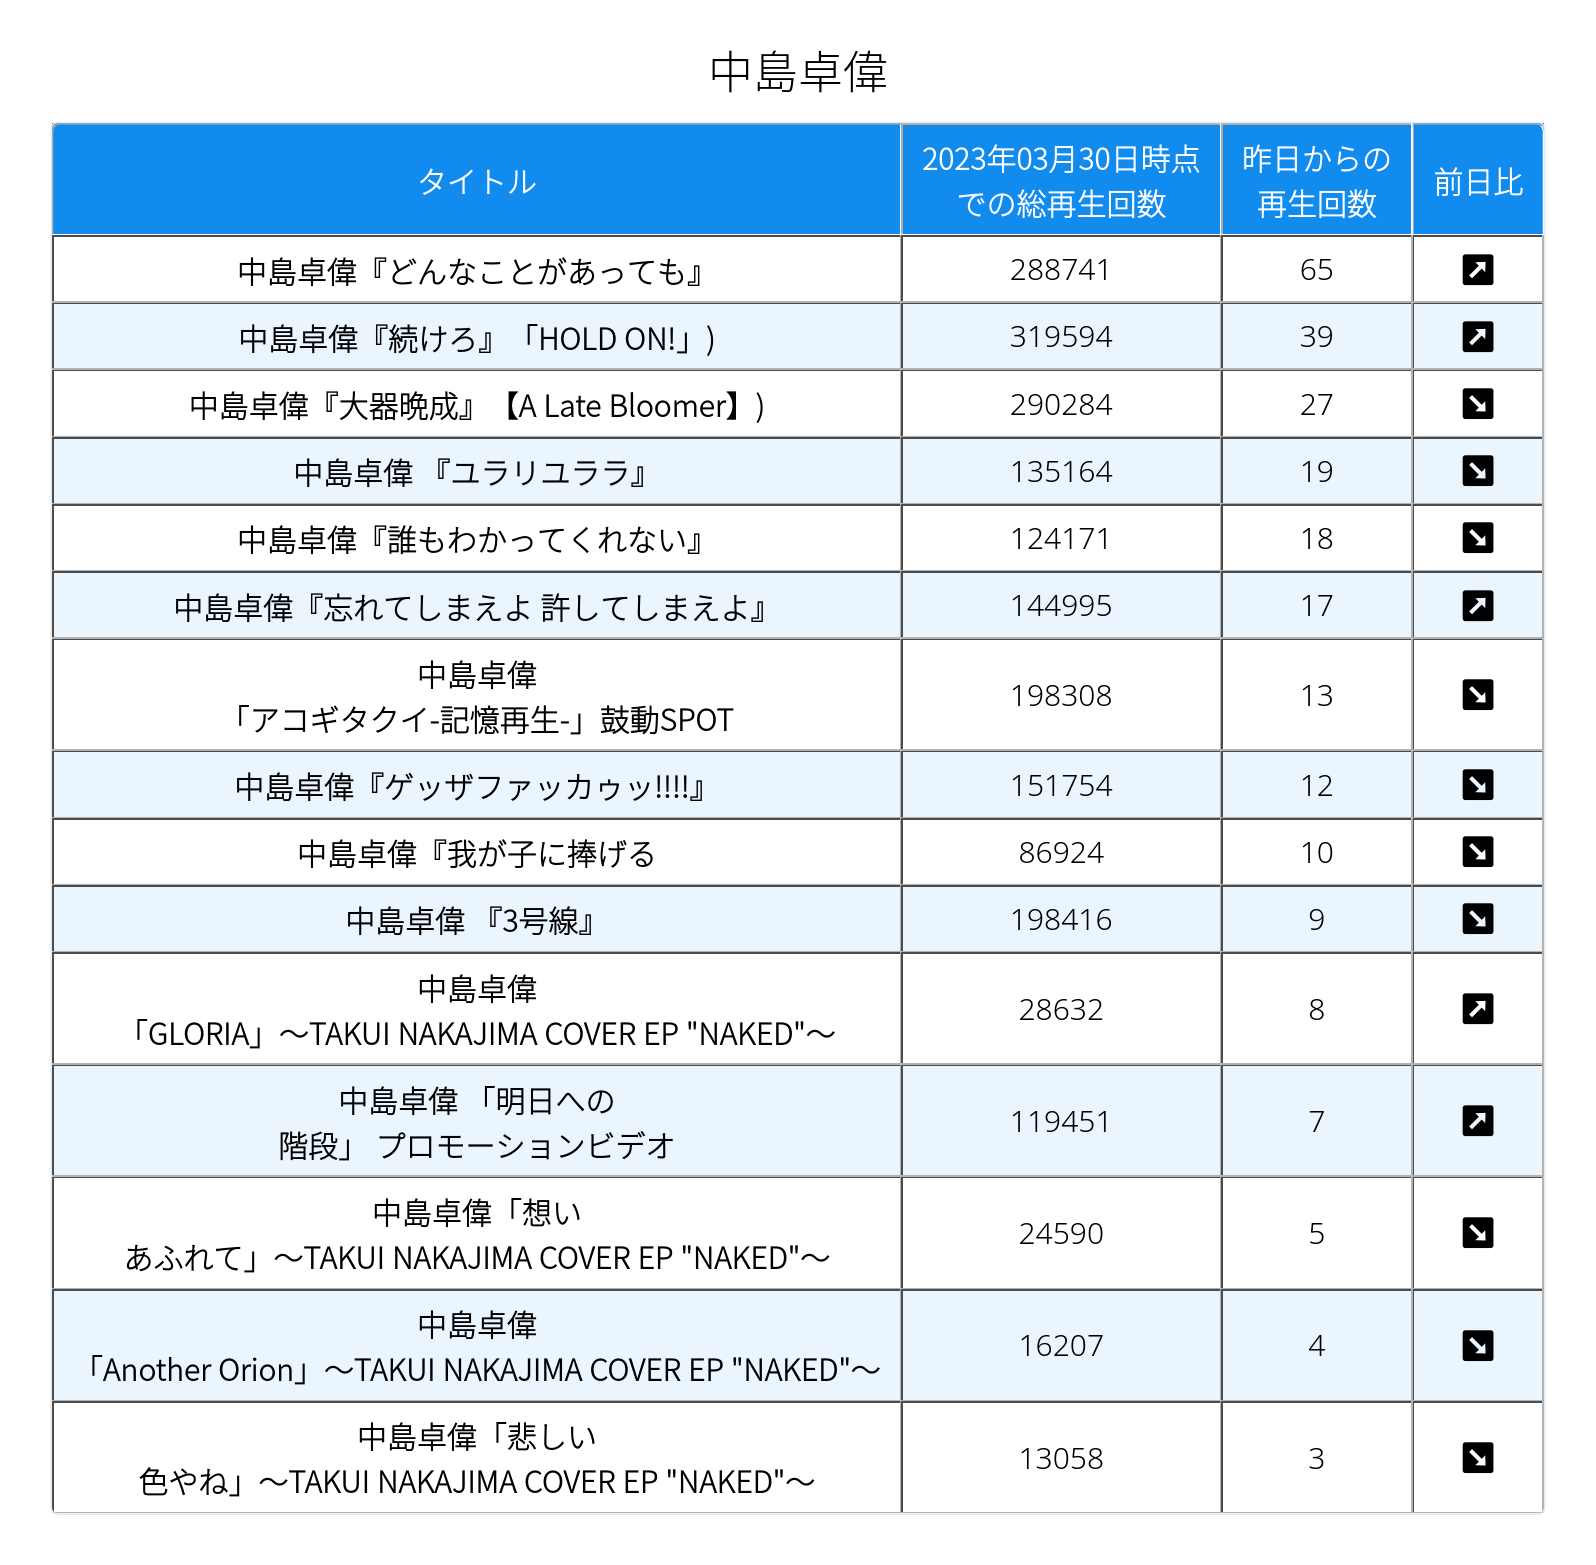 中島卓偉
タイトル
2023年03月30日時点
での総再生回数
昨日からの
再生回数
前日比
中島卓偉『どんなことがあっても』 288741 65 ↗
中島卓偉『続けろ』「HOLD ON!」) 319594 39 ↗
中島卓偉『大器晩成』【A Late Bloomer】) 290284 27 ↘
中島卓偉 『ユラリユララ』 135164 19 ↘
中島卓偉『誰もわかってくれない』 124171 18 ↘
中島卓偉『忘れてしまえよ 許してしまえよ』 144995 17 ↗
中島卓偉
「アコギタクイ-記憶再生-」鼓動SPOT 198308 13 ↘
中島卓偉『ゲッザファッカゥッ!!!!』 151754 12 ↘
中島卓偉『我が子に捧げる 86924 10 ↘
中島卓偉 『3号線』 198416 9 ↘
中島卓偉
「GLORIA」～TAKUI NAKAJIMA COVER EP "NAKED"～ 28632 8 ↗
中島卓偉 「明日への
階段」 プロモーションビデオ 119451 7 ↗
中島卓偉「想い
あふれて」～TAKUI NAKAJIMA COVER EP "NAKED"～ 24590 5 ↘
中島卓偉
「Another Orion」～TAKUI NAKAJIMA COVER EP "NAKED"～ 16207 4 ↘
中島卓偉「悲しい
色やね」～TAKUI NAKAJIMA COVER EP "NAKED"～ 13058 3 ↘